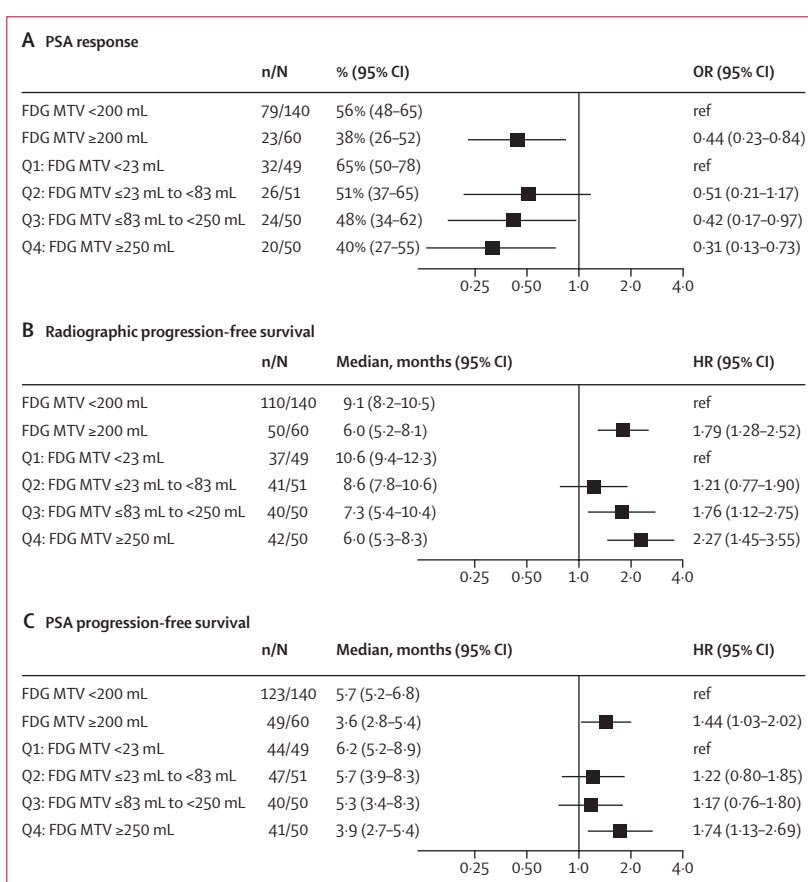 A PSA response
n/N % (95% CI) OR (95% CI)
FDG MTV <200 mL 79/140 56% (48–65) ref
FDG MTV ≥200 mL 23/60 38% (26–52) 0·44 (0·23–0·84)
Q1: FDG MTV <23 mL 32/49 65% (50–78) ref
Q2: FDG MTV ≤23 mL to <83 mL 26/51 51% (37–65) 0·51 (0·21–1·17)
Q3: FDG MTV ≤83 mL to <250 mL 24/50 48% (34–62) 0·42 (0·17–0·97)
Q4: FDG MTV ≥250 mL 20/50 40% (27–55) 0·31 (0·13–0·73)
0·25 0·50 1·0 2·0 4·0
B Radiographic progression-free survival
n/N Median, months (95% CI) HR (95% CI)
FDG MTV <200 mL 110/140 9·1 (8·2–10·5) ref
FDG MTV ≥200 mL 50/60 6·0 (5·2–8·1) 1·79 (1·28–2·52)
Q1: FDG MTV <23 mL 37/49 10·6 (9·4–12·3) ref
Q2: FDG MTV ≤23 mL to <83 mL 41/51 8·6 (7·8–10·6) 1·21 (0·77–1·90)
Q3: FDG MTV ≤83 mL to <250 mL 40/50 7·3 (5·4–10·4) 1·76 (1·12–2·75)
Q4: FDG MTV ≥250 mL 42/50 6·0 (5·3–8·3) 2·27 (1·45–3·55)
0·25 0·50 1·0 2·0 4·0
C PSA progression-free survival
n/N Median, months (95% CI) HR (95% CI)
FDG MTV <200 mL 123/140 5·7 (5·2–6·8) ref
FDG MTV ≥200 mL 49/60 3·6 (2·8–5·4) 1·44 (1·03–2·02)
Q1: FDG MTV <23 mL 44/49 6·2 (5·2–8·9) ref
Q2: FDG MTV ≤23 mL to <83 mL 47/51 5·7 (3·9–8·3) 1·22 (0·80–1·85)
Q3: FDG MTV ≤83 mL to <250 mL 40/50 5·3 (3·4–8·3) 1·17 (0·76–1·80)
Q4: FDG MTV ≥250 mL 41/50 3·9 (2·7–5·4) 1·74 (1·13–2·69)
0·25 0·50 1·0 2·0 4·0